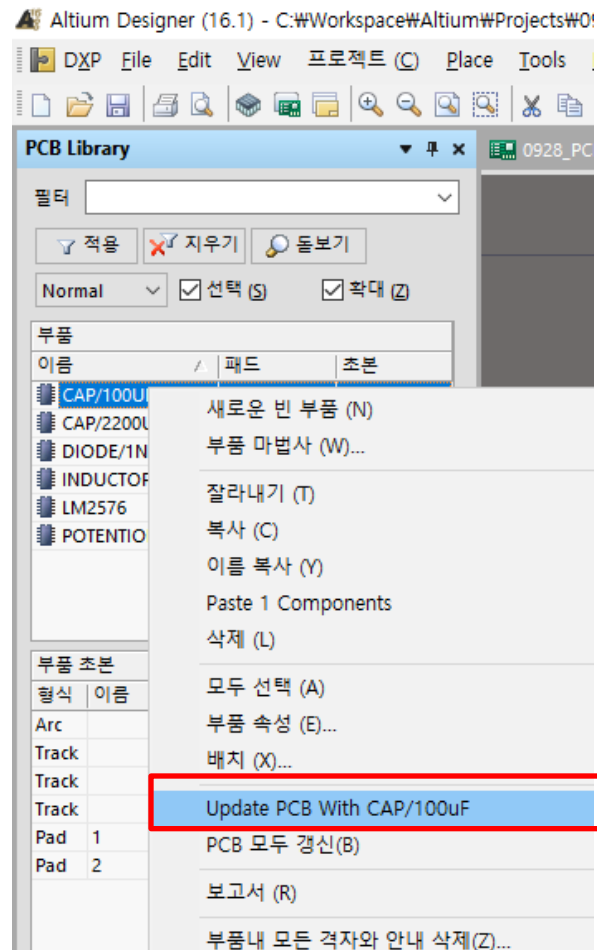 Altium Designer (16.1) - C:₩Workspace₩Altium₩Projects₩09
DXP File Edit View 프로젝트 (C) Place Tools
PCB Library
0928_PC
필터
적용 지우기 돋보기
Normal 선택 (S) 확대 (Z)
부품
이름 패드 초본
CAP/100U
CAP/2200U
DIODE/1N
INDUCTOR
LM2576
POTENTIO
새로운 빈 부품 (N)
부품 마법사 (W)...
잘라내기 (T)
복사 (C)
이름 복사 (Y)
Paste 1 Components
삭제 (L)
모두 선택 (A)
부품 속성 (E)...
배치 (X)...
Update PCB With CAP/100uF
PCB 모두 갱신(B)
보고서 (R)
부품내 모든 격자와 안내 삭제(Z)...
부품 초본
형식 이름
Arc
Track
Track
Track
Pad 1
Pad 2